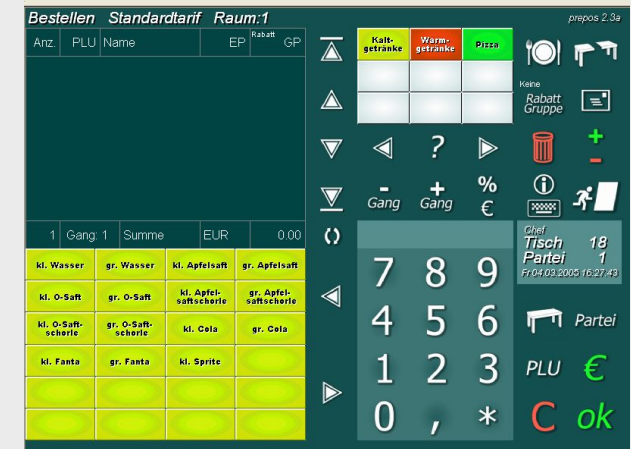 Bestellen Standardtarif Raum:1
prepos 2.3a
Anz. PLU Name EP Rabatt GP
Kalt-
getränke
Warm-
getränke
Pizza
Keine
Rabatt
Gruppe
?
- Gang
+ Gang
% €
+
-
1 Gang: 1 Summe EUR 0.00
Chef
Tisch 18
Partei 1
Fr 04.03.2005 16:27:43
kl. Wasser gr. Wasser kl. Apfelsaft gr. Apfelsaft
kl. O-Saft gr. O-Saft kl. Apfel-
saftschorle gr. Apfel-
saftschorle
kl. O-Saft-
schorle gr. O-Saft-
schorle kl. Cola gr. Cola
kl. Fanta gr. Fanta kl. Sprite
7 8 9
4 5 6
1 2 3
0 , *
Partei
PLU €
C ok